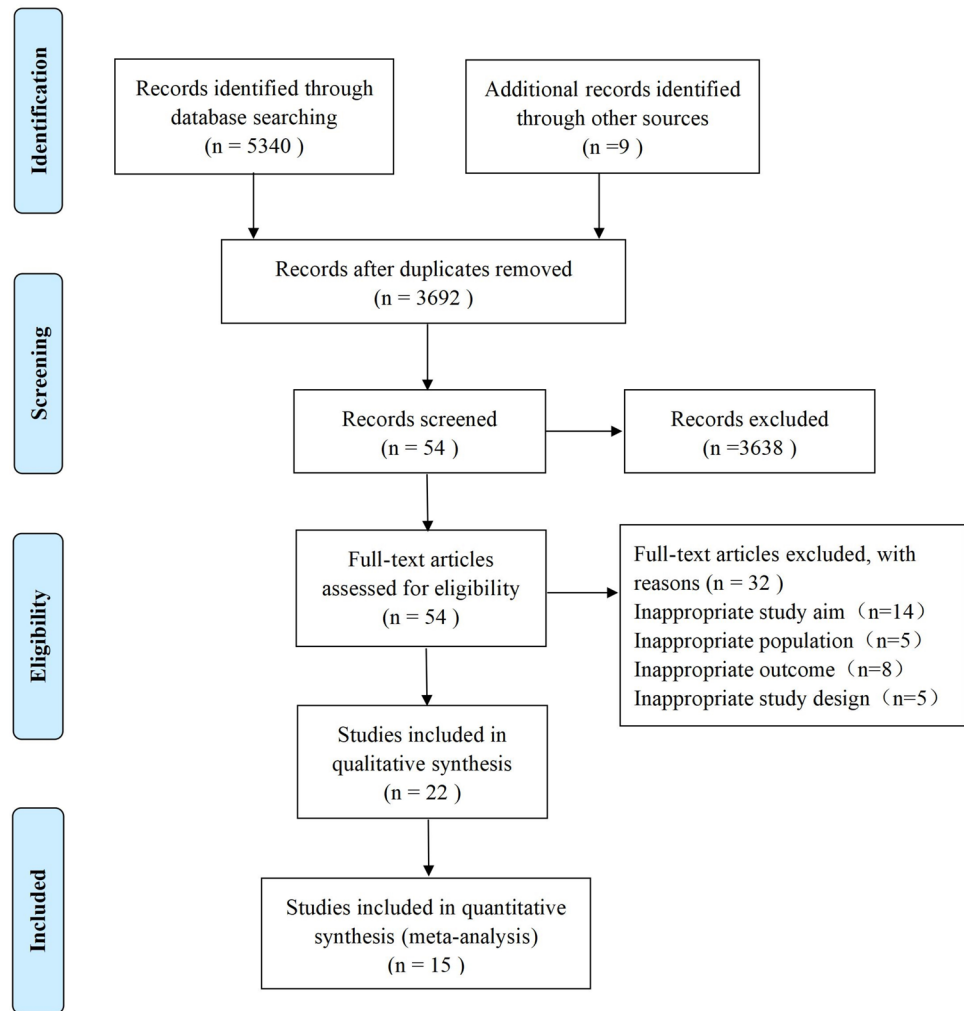 Identification
Records identified through
database searching
(n = 5340 )
Additional records identified
through other sources
(n =9 )
Records after duplicates removed
(n = 3692 )
Screening
Records screened
(n = 54 )
Records excluded
(n =3638 )
Eligibility
Full-text articles
assessed for eligibility
(n = 54 )
Full-text articles excluded, with
reasons (n = 32 )
Inappropriate study aim（n=14）
Inappropriate population（n=5）
Inappropriate outcome（n=8）
Inappropriate study design（n=5）
Studies included in
qualitative synthesis
(n = 22 )
Included
Studies included in quantitative
synthesis (meta-analysis)
(n = 15 )